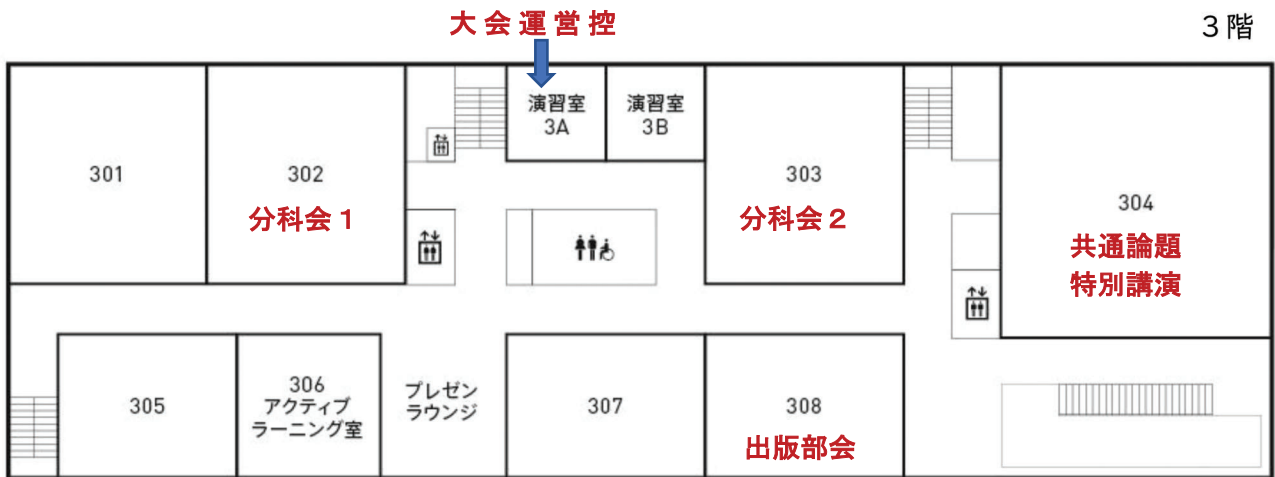 大会運営控
3階
演習室
3A
演習室
3B
301
302
分科会1
303
分科会2
304
共通論題
特別講演
305
306
アクティブ
ラーニング室
プレゼン
ラウンジ
307
308
出版部会